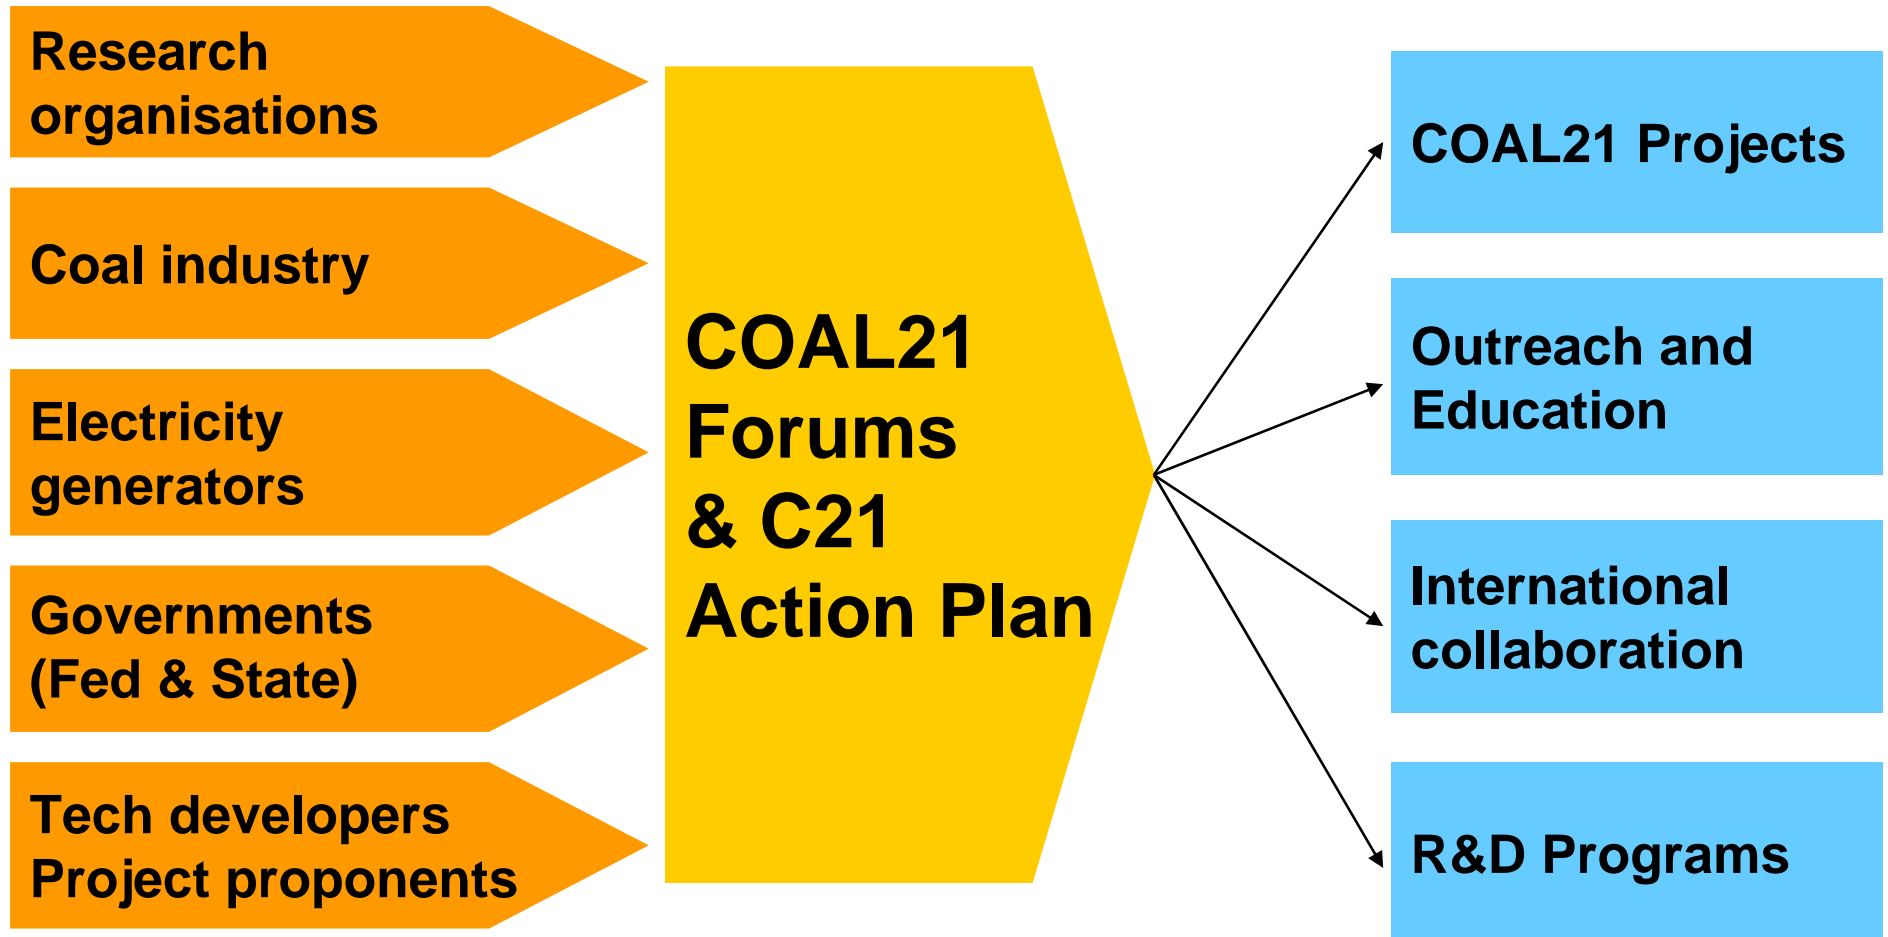 Research
organisations
Coal industry
Electricity
generators
Governments
(Fed & State)
Tech developers
Project proponents
COAL21
Forums
& C21
Action Plan
COAL21 Projects
Outreach and
Education
International
collaboration
R&D Programs